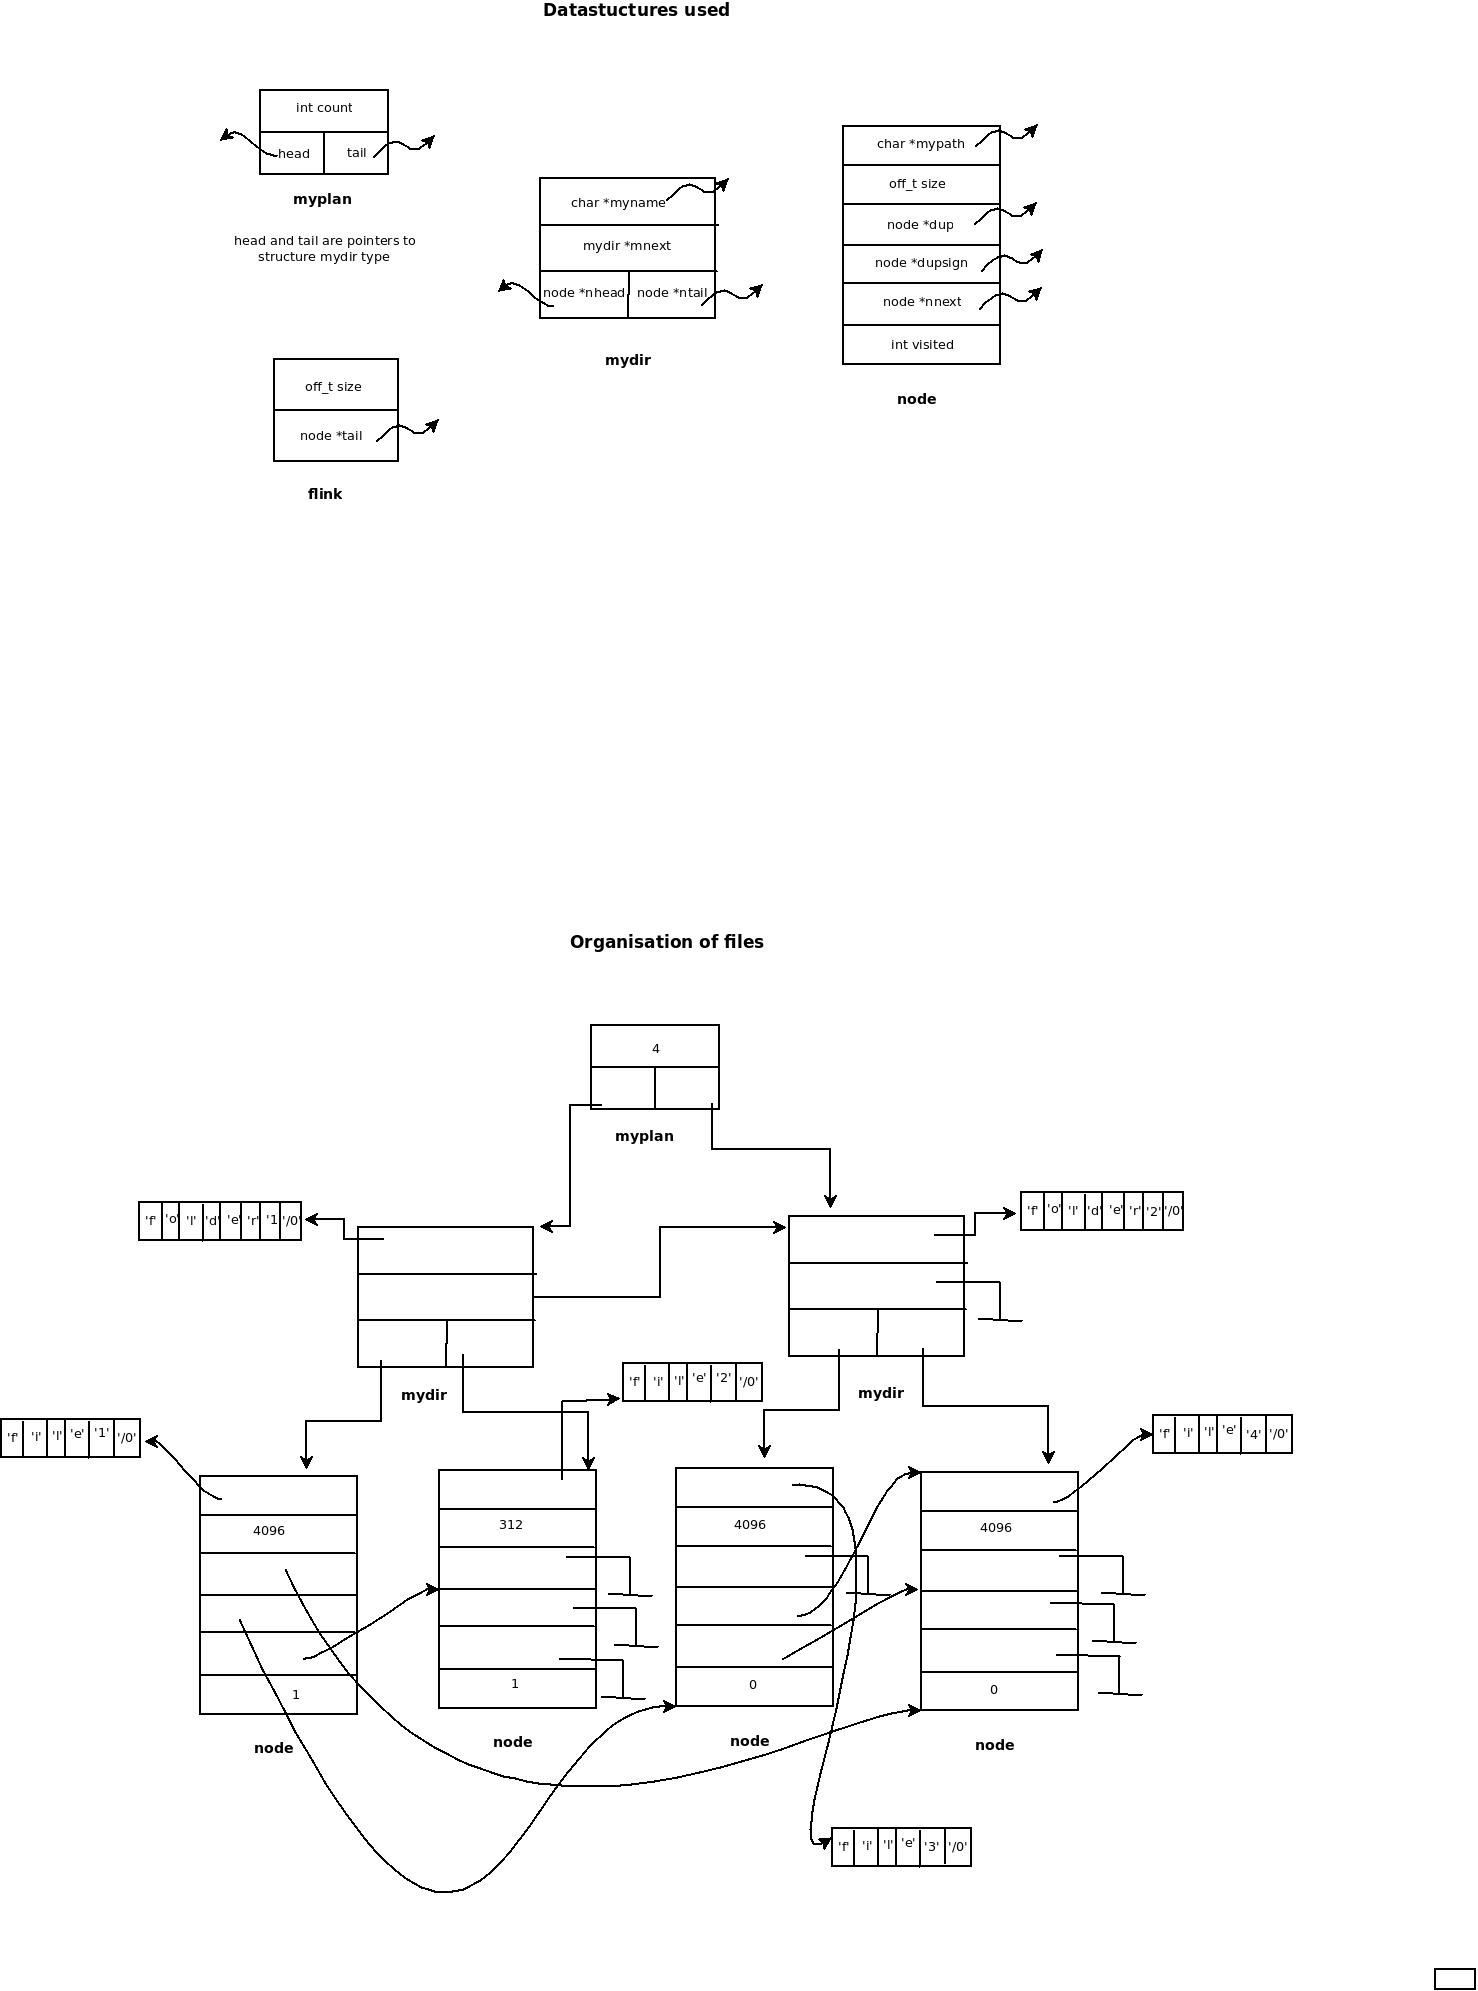 Datastuctures used
int count
head
tail
myplan
head and tail are pointers to
structure mydir type
char *myname
mydir *mnext
node *nhead
node *ntail
mydir
char *mypath
off_t size
node *dup
node *dupsign
node *nnext
int visited
node
off_t size
node *tail
flink
Organisation of files
4
myplan
'f' 'o' 'l' 'd' 'e' 'r' '1 '/0'
'f' 'o' 'l' 'd' 'e' 'r' '2' '/0'
mydir
'f' 'i' 'l' 'e' '2' '/0'
mydir
'f' 'i' 'l' 'e' '1' '/0'
'f' 'i' 'l' 'e' '4' '/0'
4096
312
4096
4096
1
1
0
0
node
node
node
node
'f' 'i' 'l' 'e' '3' '/0'